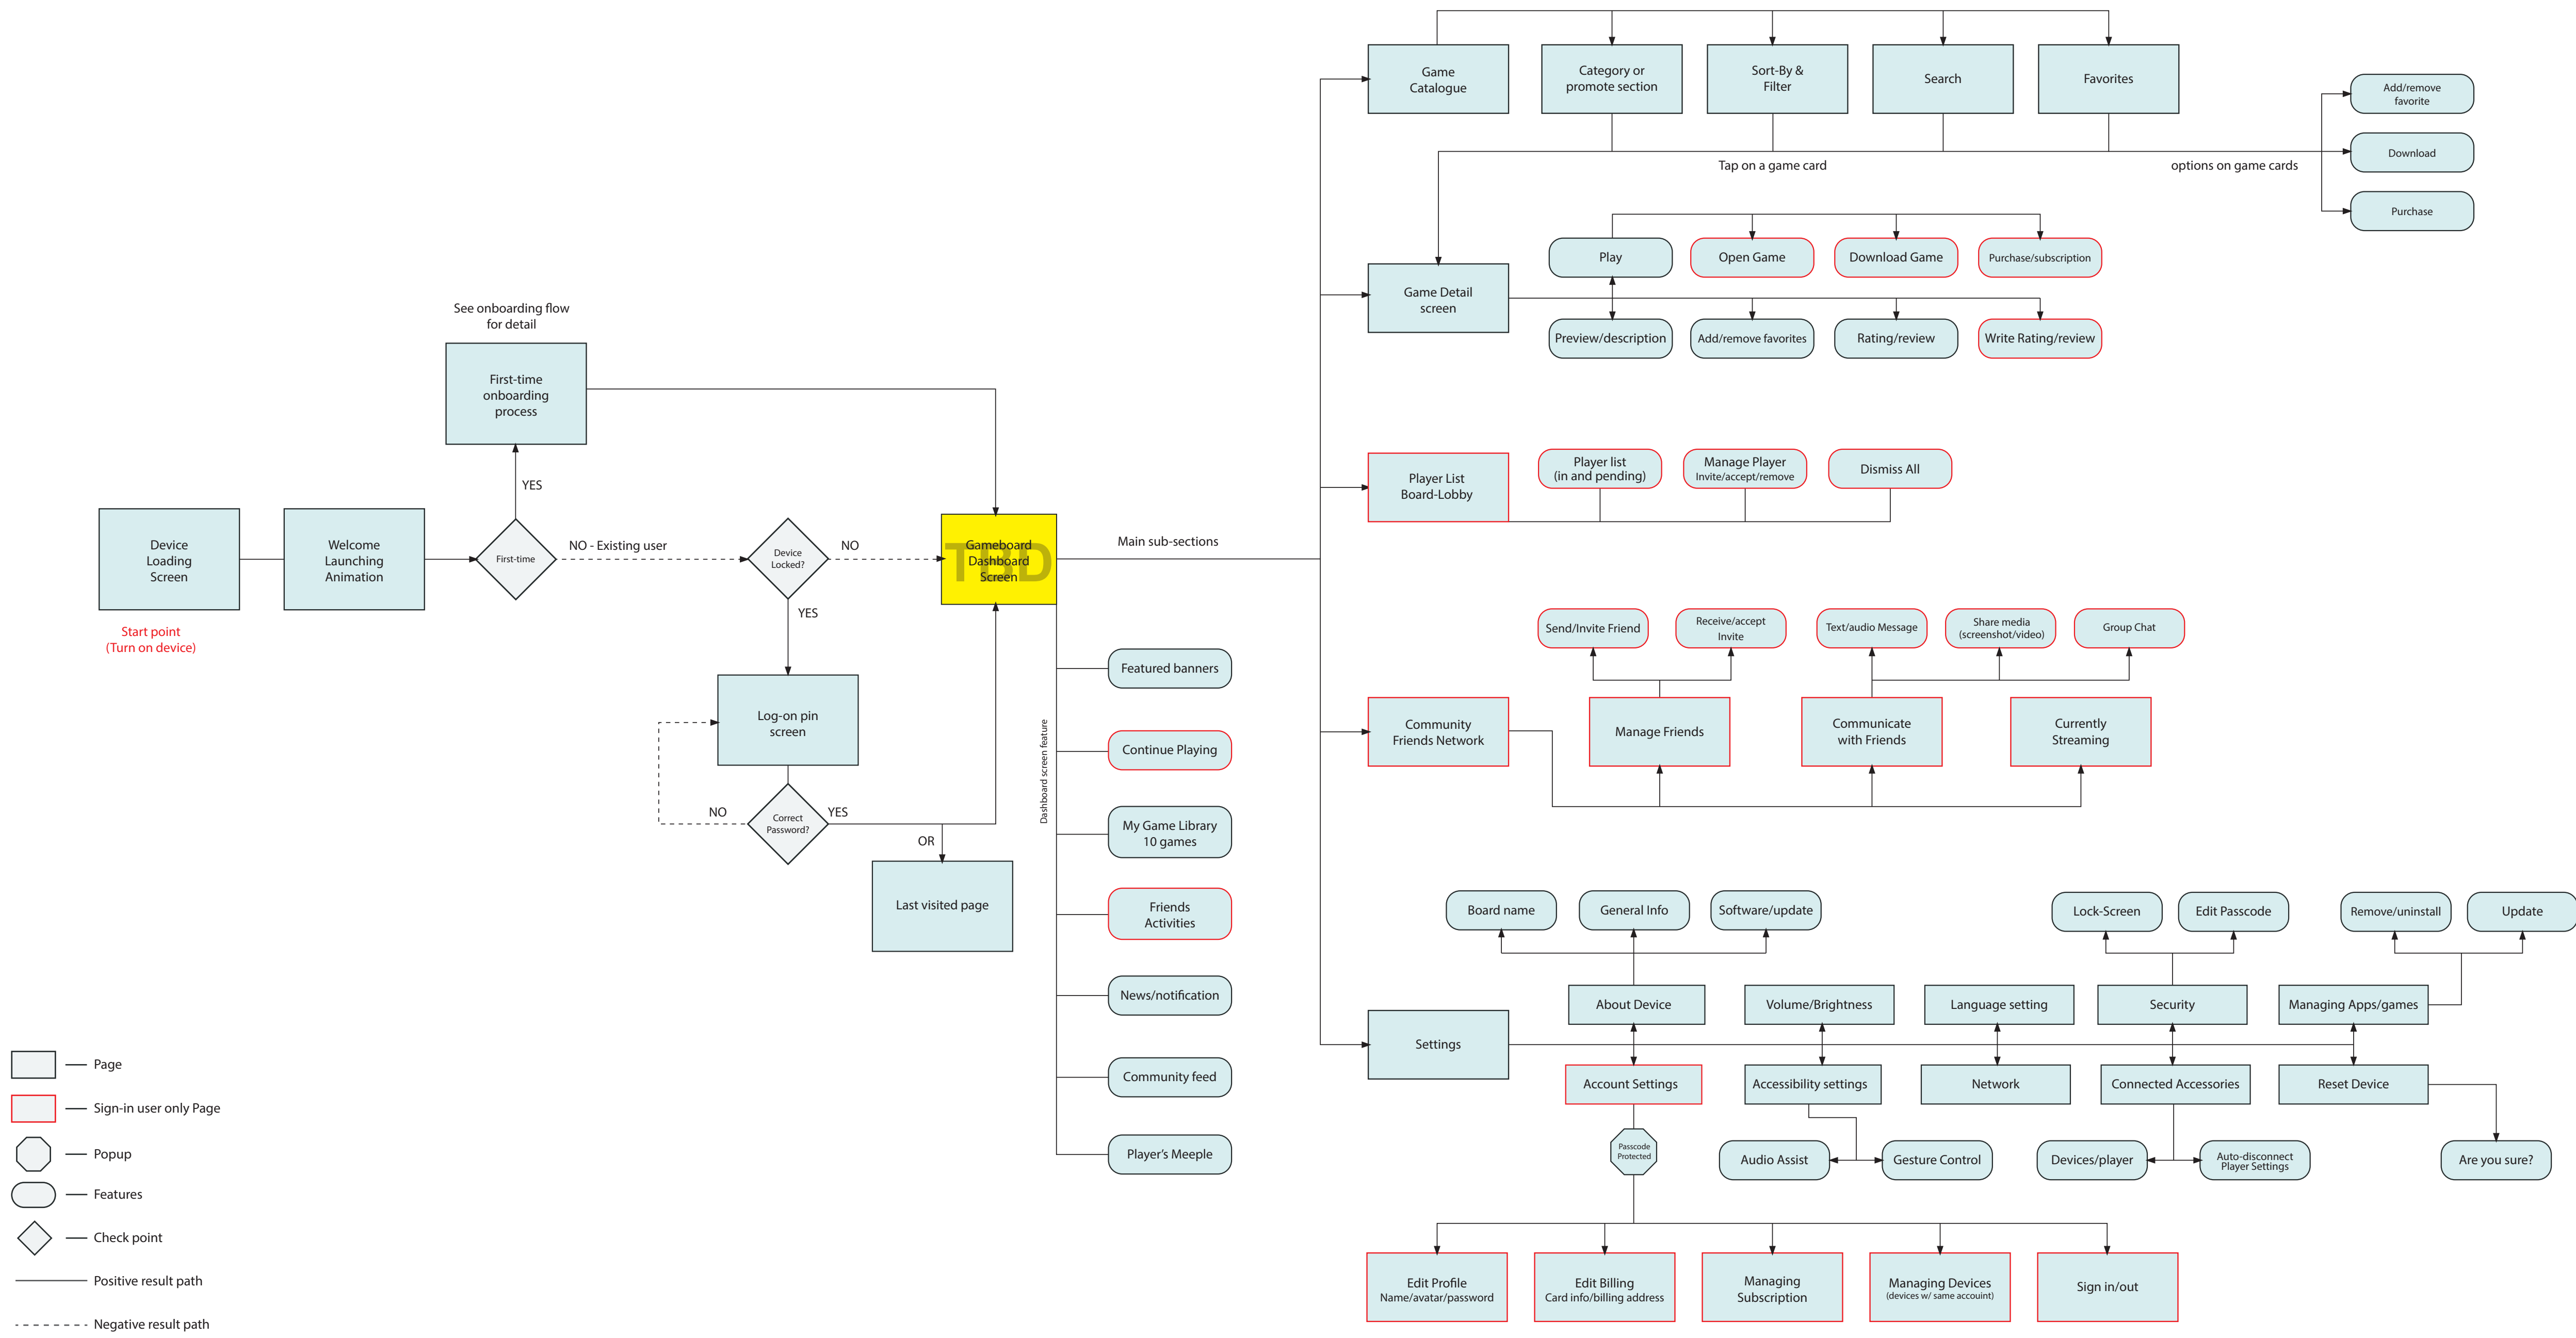 Game
Catalogue
Category or
promote section
Sort-By &
Filter
Search
Favorites
Add/remove
favorite
Download
Purchase
Tap on a game card
options on game cards
Play
Open Game
Download Game
Purchase/subscription
Game Detail
screen
Preview/description
Add/remove favorites
Rating/review
Write Rating/review
See onboarding flow
for detail
First-time
onboarding
process
YES
Device
Loading
Screen
Start point
(Turn on device)
Welcome
Launching
Animation
First-time
NO - Existing user
Device
Locked?
NO
YES
Gameboard
Dashboard
Screen
TBD
Main sub-sections
Log-on pin
screen
NO
Correct
Password?
YES
OR
Last visited page
Dashboard screen feature
Featured banners
Continue Playing
My Game Library
10 games
Friends
Activities
News/notification
Community feed
Player's Meeple
Player List
Board-Lobby
Player list
(in and pending)
Manage Player
Invite/accept/remove
Dismiss All
Send/Invite Friend
Receive/accept
Invite
Text/audio Message
Share media
(screenshot/video)
Group Chat
Community
Friends Network
Manage Friends
Communicate
with Friends
Currently
Streaming
Board name
General Info
Software/update
Lock-Screen
Edit Passcode
Remove/uninstall
Update
About Device
Volume/Brightness
Language setting
Security
Managing Apps/games
Settings
Account Settings
Accessibility settings
Network
Connected Accessories
Reset Device
Passcode
Protected
Audio Assist
Gesture Control
Devices/player
Auto-disconnect
Player Settings
Are you sure?
Edit Profile
Name/avatar/password
Edit Billing
Card info/billing address
Managing
Subscription
Managing Devices
(devices w/ same accouint)
Sign in/out
Page
Sign-in user only Page
Popup
Features
Check point
Positive result path
Negative result path